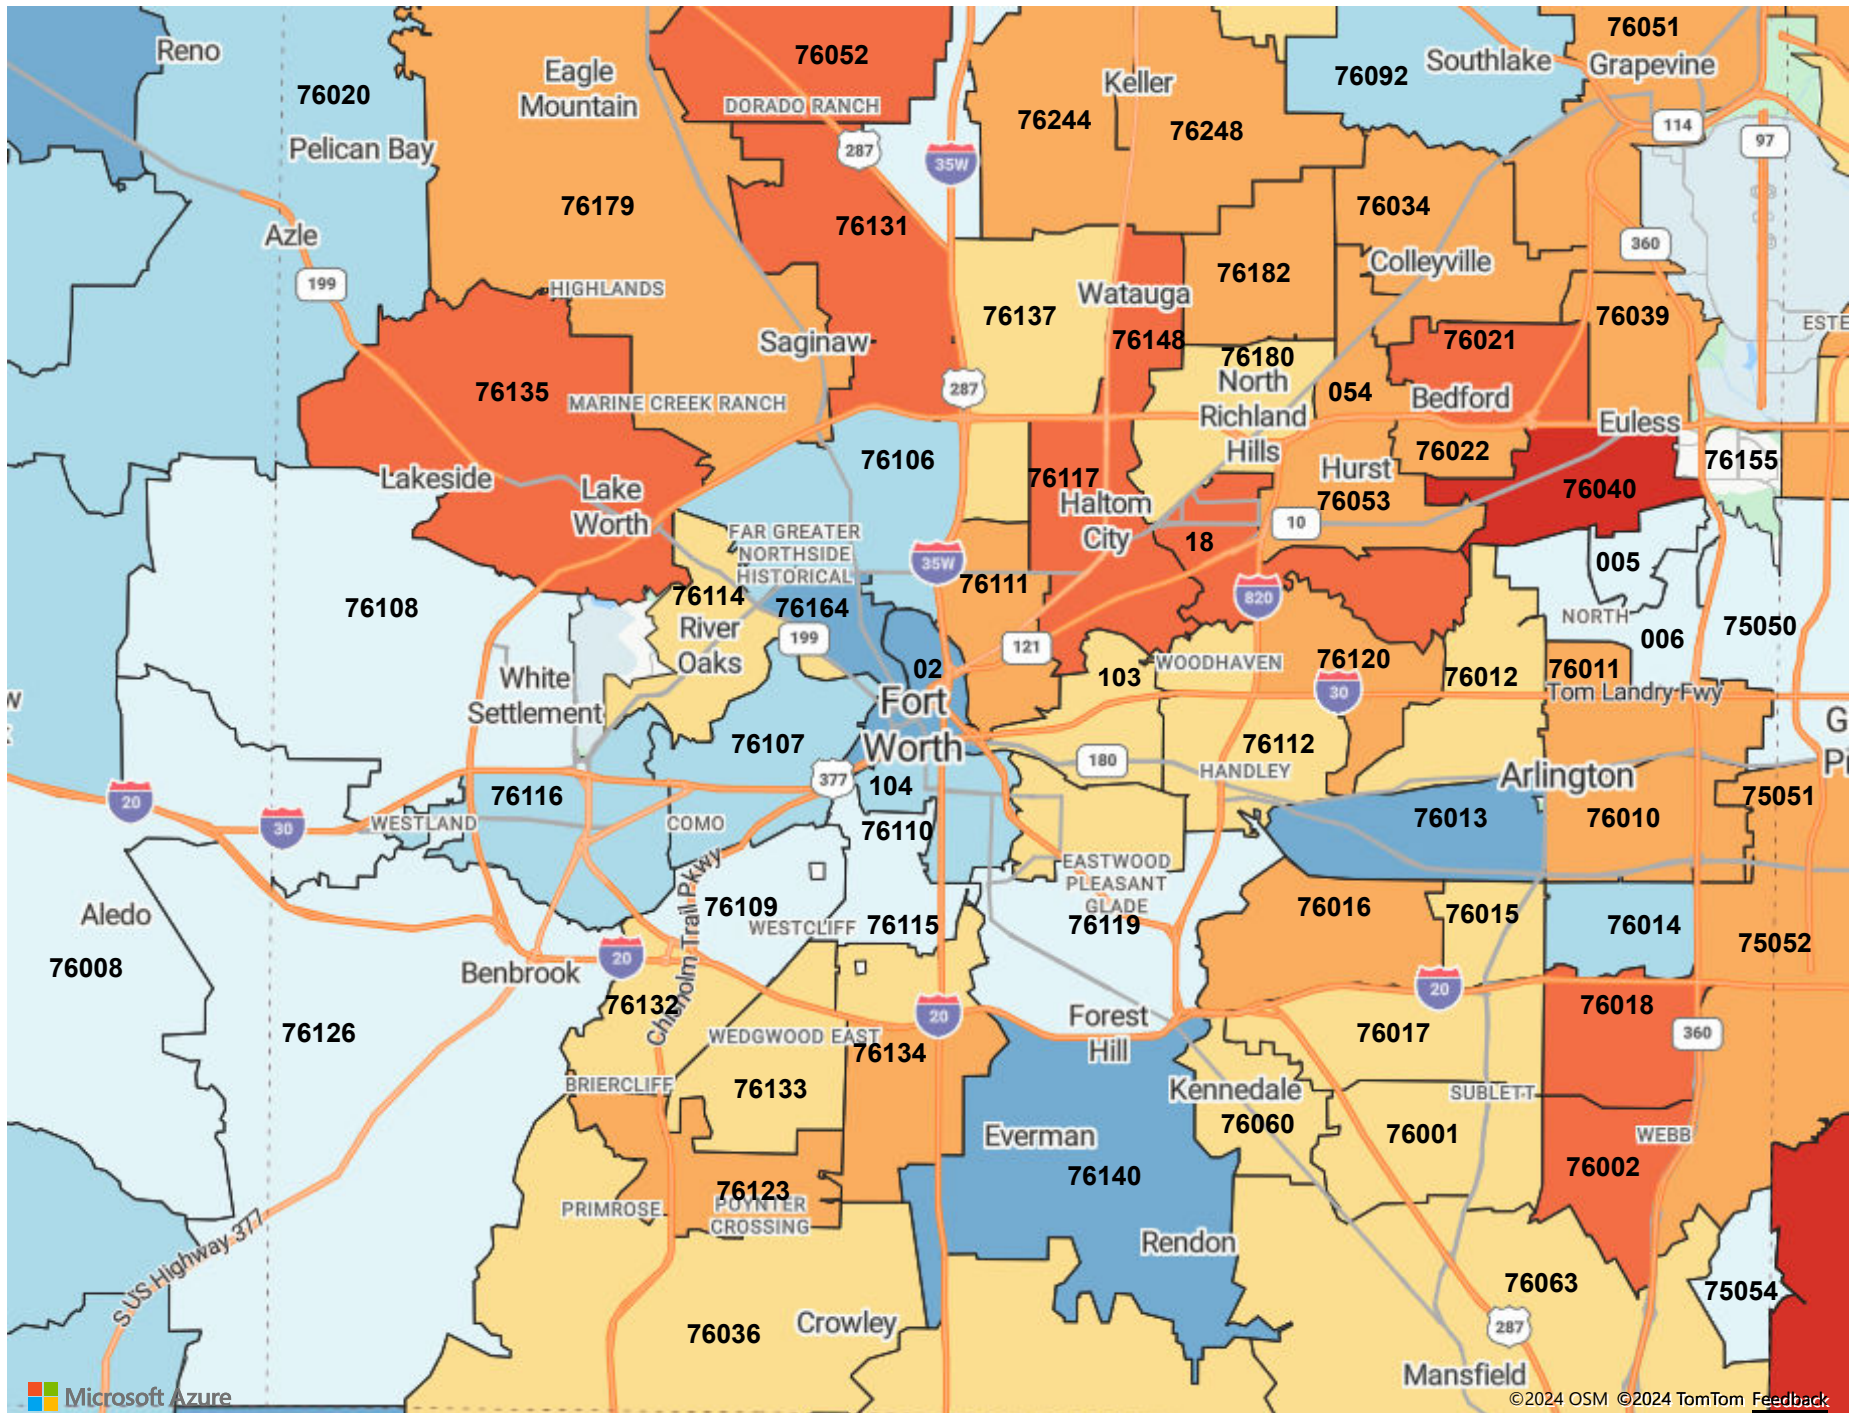 Reno
76020
Pelican Bay
Eagle
Mountain
76052
DORADO RANCH
287
35W
Keller
76244
76248
76092
Southlake
76051
Grapevine
114
97
Azle
199
76179
76131
76034
360
Colleyville
76182
HIGHLANDS
76137
Watauga
76148
76039
ESTE
Saginaw
76180
76021
76135
MARINE CREEK RANCH
287
North
Richland
Hills
054
Bedford
Euless
Lakeside
Lake
Worth
76106
76117
Haltom
City
Hurst
76053
76022
76155
76040
10
18
FAR GREATER
NORTHSIDE
HISTORICAL
35W
76111
820
005
76108
76114
River
Oaks
76164
199
02
121
NORTH
006
75050
White
Settlement
103
WOODHAVEN
76120
30
76012
76011
Tom Landry Fwy
Fort
Worth
76107
377
104
180
76112
HANDLEY
Arlington
G
Pi
w
k
20
30
76116
WESTLAND
COMO
76110
76013
76010
75051
EASTWOOD
PLEASANT
GLADE
Aledo
76109
WESTCLIFF
76115
76119
76016
76015
76014
75052
76008
Benbrook
20
76132
Chisholm Trail Pkwy
20
Forest
Hill
20
76018
76126
WEDGWOOD EAST
76134
76017
360
BRIERCLIFF
76133
Kennedale
76060
SUBLETT
76001
Everman
76140
WEBB
76002
PRIMROSE
76123
POYNTER
CROSSING
Rendon
S US Highway 377
76063
75054
76036
Crowley
287
Mansfield
Microsoft Azure
©2024 OSM ©2024 TomTom Feedback